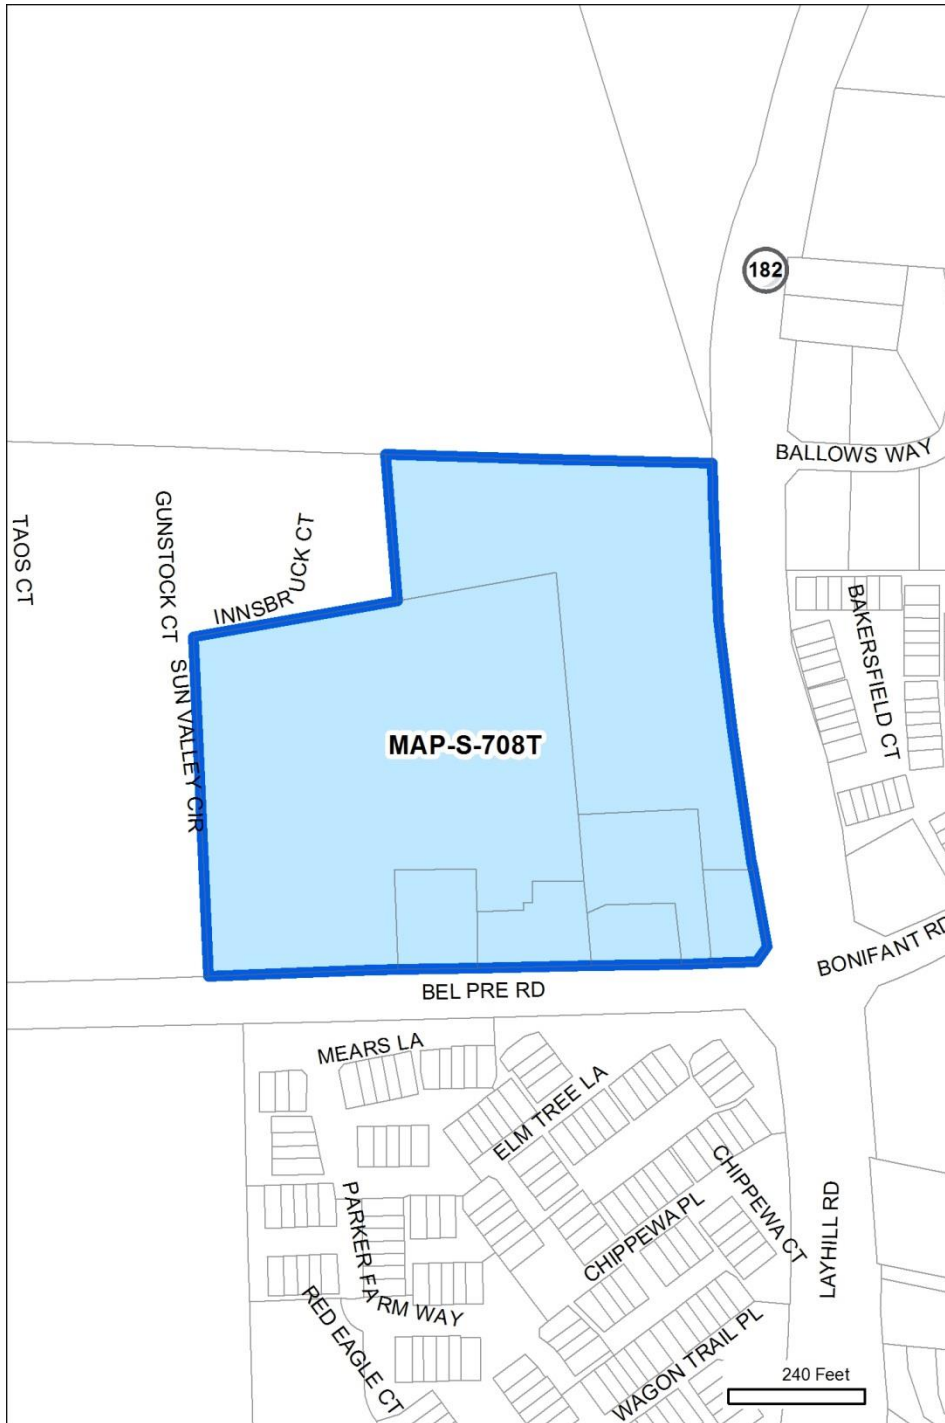 182
BALLOWS WAY
TAOS CT
GUNSTOCK CT
INNSBRUCK CT
SUN VALLEY CIR
BAKERSFIELD CT
MAP-S-708T
BONIFANT RD
BEL PRE RD
MEARS LA
ELM TREE LA
CHIPPEWA CT
PARKER FARM WAY
CHIPPEWA PL
LAYHILL RD
RED EAGLE CT
WAGON TRAIL PL
240 Feet